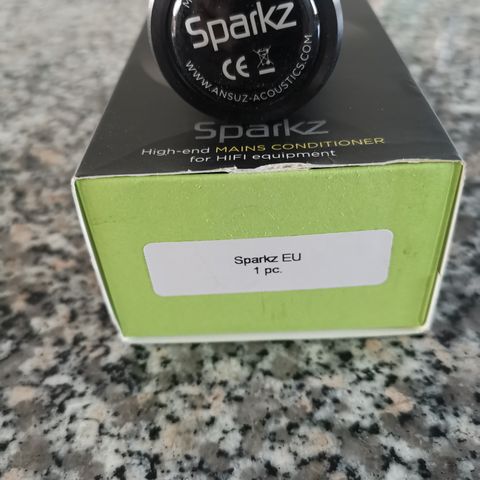 Sparkz
CE
WWW.ANSUZ-ACOUSTICS.COM
Sparkz
High-end MAINS CONDITIONER
for HIFI equipment
Sparkz EU
1 pc.